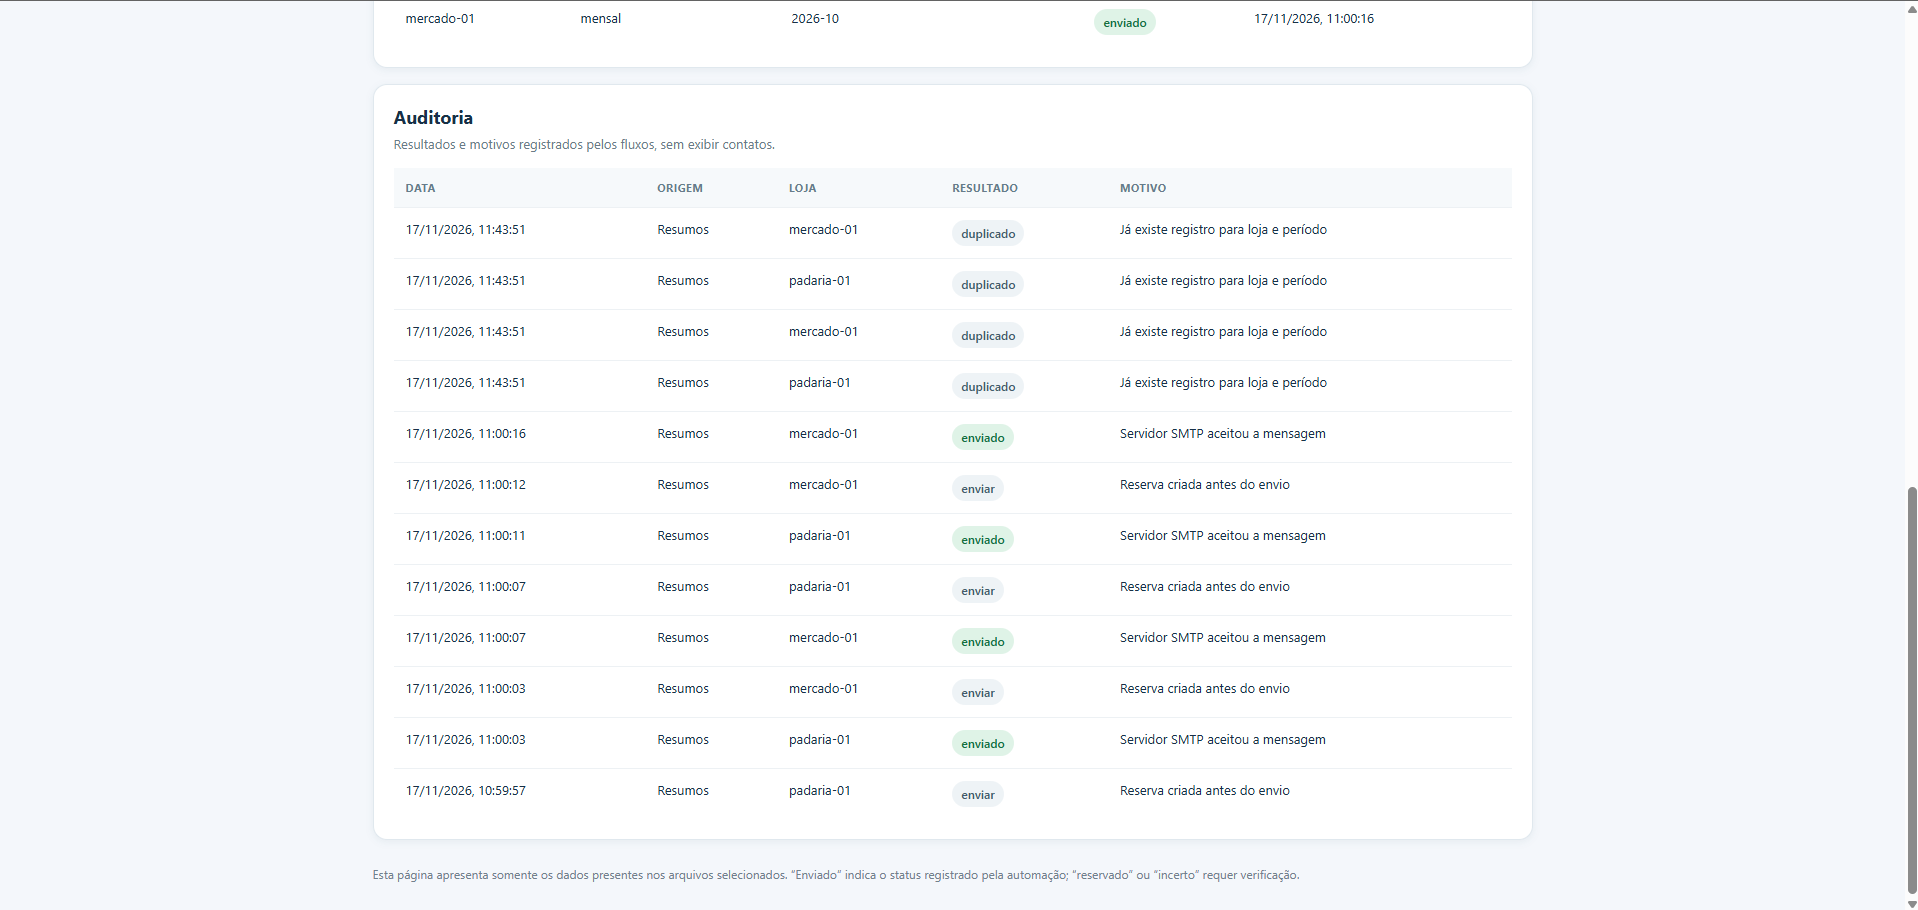 mercado-01 mensal 2026-10 enviado 17/11/2026, 11:00:16
Auditoria
Resultados e motivos registrados pelos fluxos, sem exibir contatos.
DATA ORIGEM LOJA RESULTADO MOTIVO
17/11/2026, 11:43:51 Resumos mercado-01 duplicado Já existe registro para loja e período
17/11/2026, 11:43:51 Resumos padaria-01 duplicado Já existe registro para loja e período
17/11/2026, 11:43:51 Resumos mercado-01 duplicado Já existe registro para loja e período
17/11/2026, 11:43:51 Resumos padaria-01 duplicado Já existe registro para loja e período
17/11/2026, 11:00:16 Resumos mercado-01 enviado Servidor SMTP aceitou a mensagem
17/11/2026, 11:00:12 Resumos mercado-01 enviar Reserva criada antes do envio
17/11/2026, 11:00:11 Resumos padaria-01 enviado Servidor SMTP aceitou a mensagem
17/11/2026, 11:00:07 Resumos padaria-01 enviar Reserva criada antes do envio
17/11/2026, 11:00:07 Resumos mercado-01 enviado Servidor SMTP aceitou a mensagem
17/11/2026, 11:00:03 Resumos mercado-01 enviar Reserva criada antes do envio
17/11/2026, 11:00:03 Resumos padaria-01 enviado Servidor SMTP aceitou a mensagem
17/11/2026, 10:59:57 Resumos padaria-01 enviar Reserva criada antes do envio
Esta página apresenta somente os dados presentes nos arquivos selecionados. “Enviado” indica o status registrado pela automação; “reservado” ou “incerto” requer verificação.